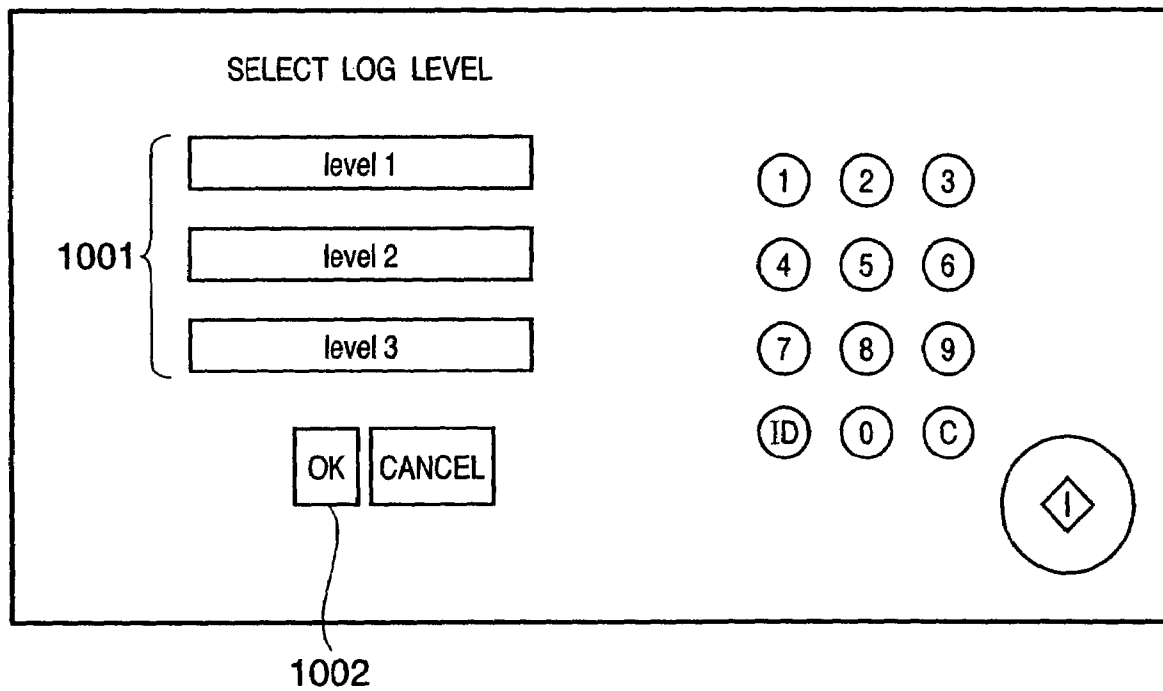 SELECT LOG LEVEL
level 1
1001
level 2
level 3
OK CANCEL
1002
1 2 3
4 5 6
7 8 9
ID 0 C